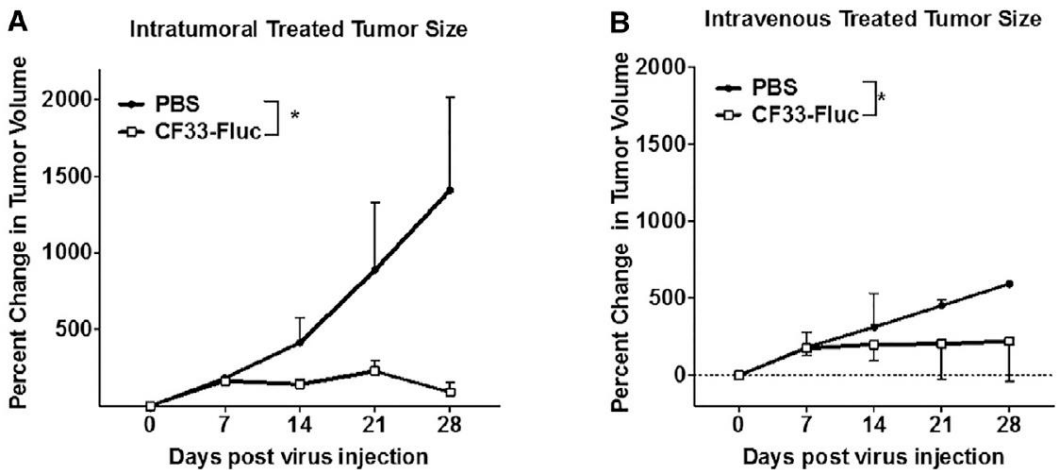 A
Intratumoral Treated Tumor Size
Percent Change in Tumor Volume
2000
1500
1000
500
PBS
CF33-Fluc
*
0 7 14 21 28
Days post virus injection
B
Intravenous Treated Tumor Size
Percent Change in Tumor Volume
2000
1500
1000
500
0
PBS
CF33-Fluc
*
0 7 14 21 28
Days post virus injection